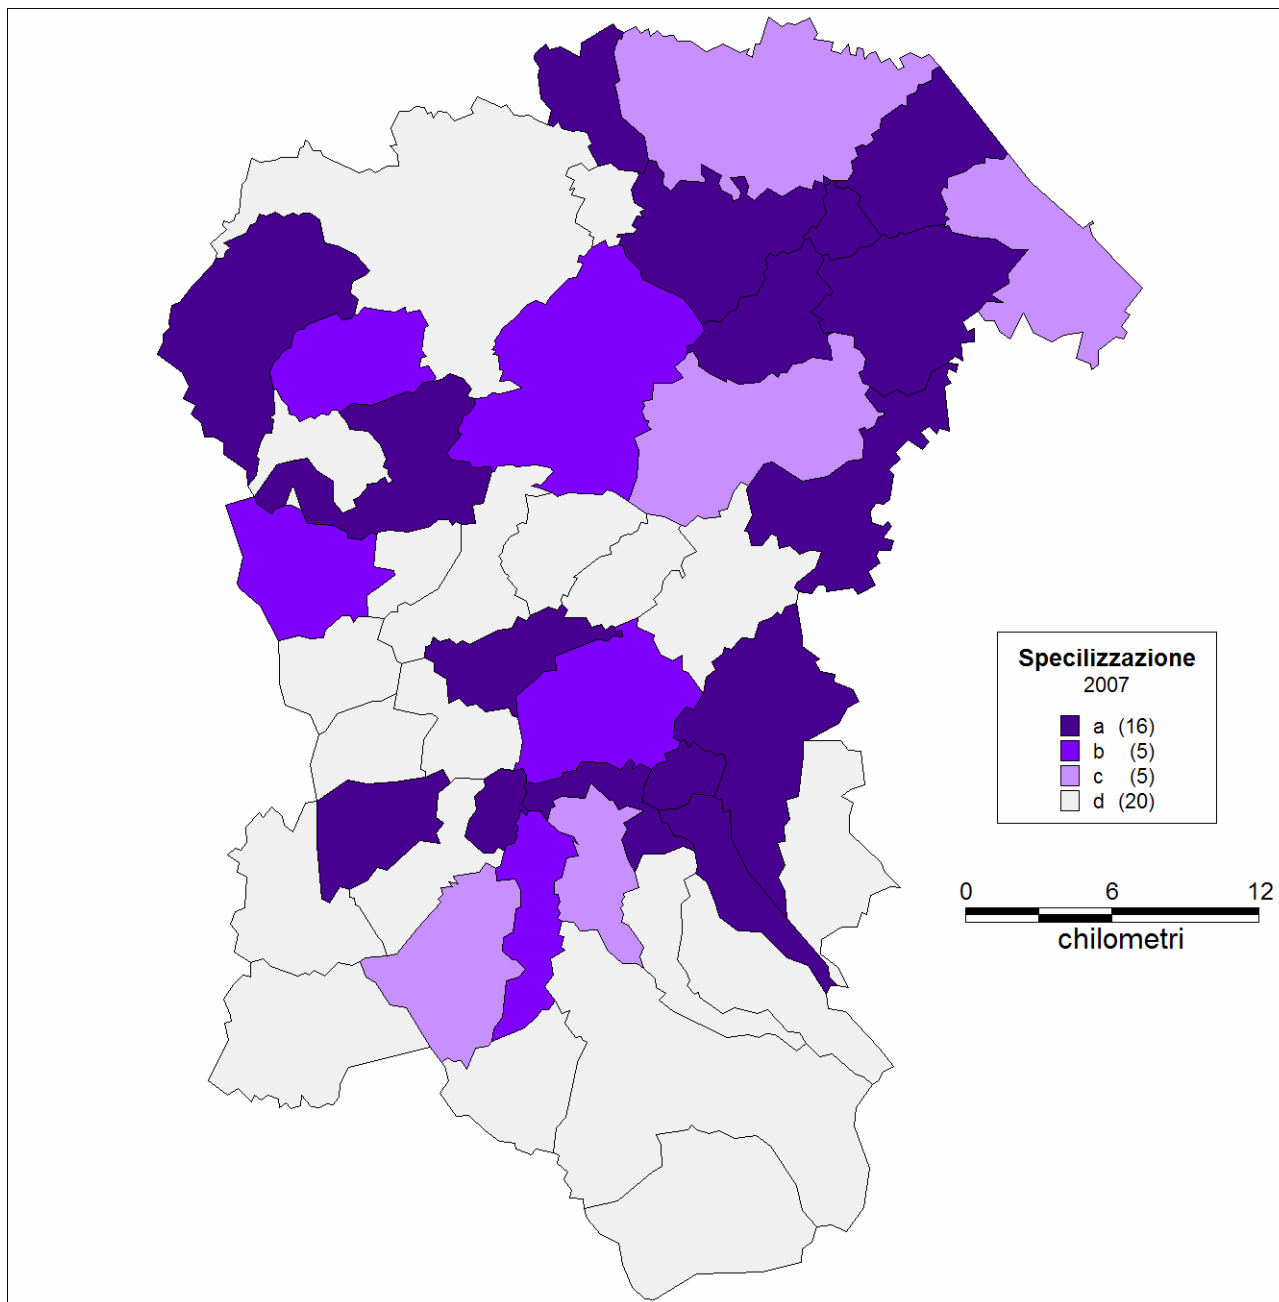 Specilizzazione
2007
a (16)
b (5)
c (5)
d (20)
0 6 12
chilometri